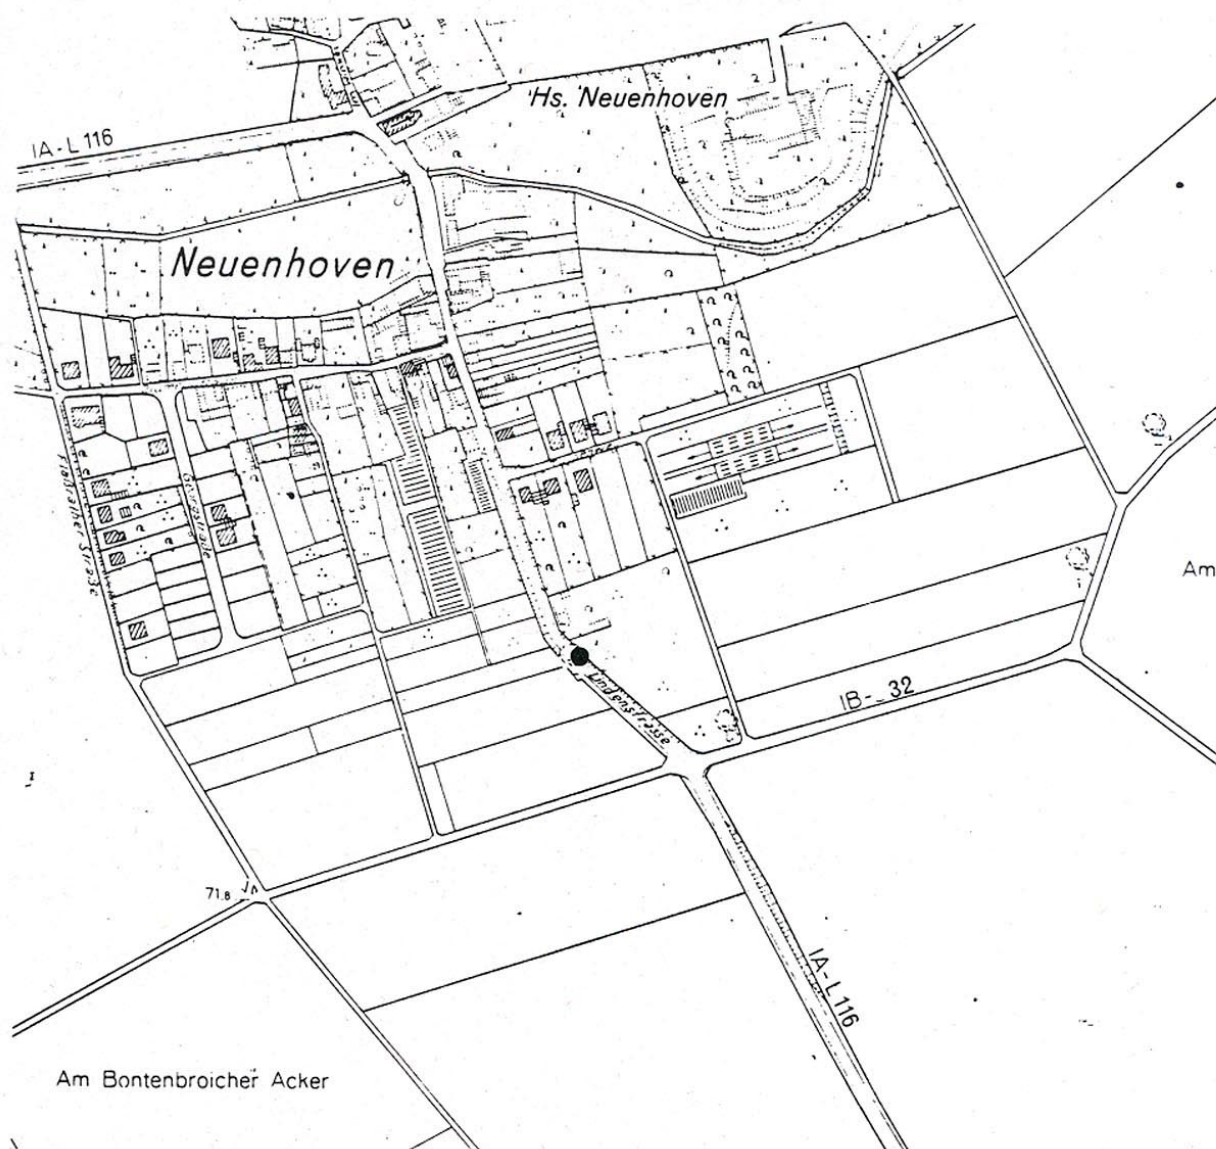 IA-L 116
Hs. Neuenhoven
Neuenhoven
Am
Lindenstrasse
IB- 32
71.8
IA-L 116
Am Bontenbroicher Acker